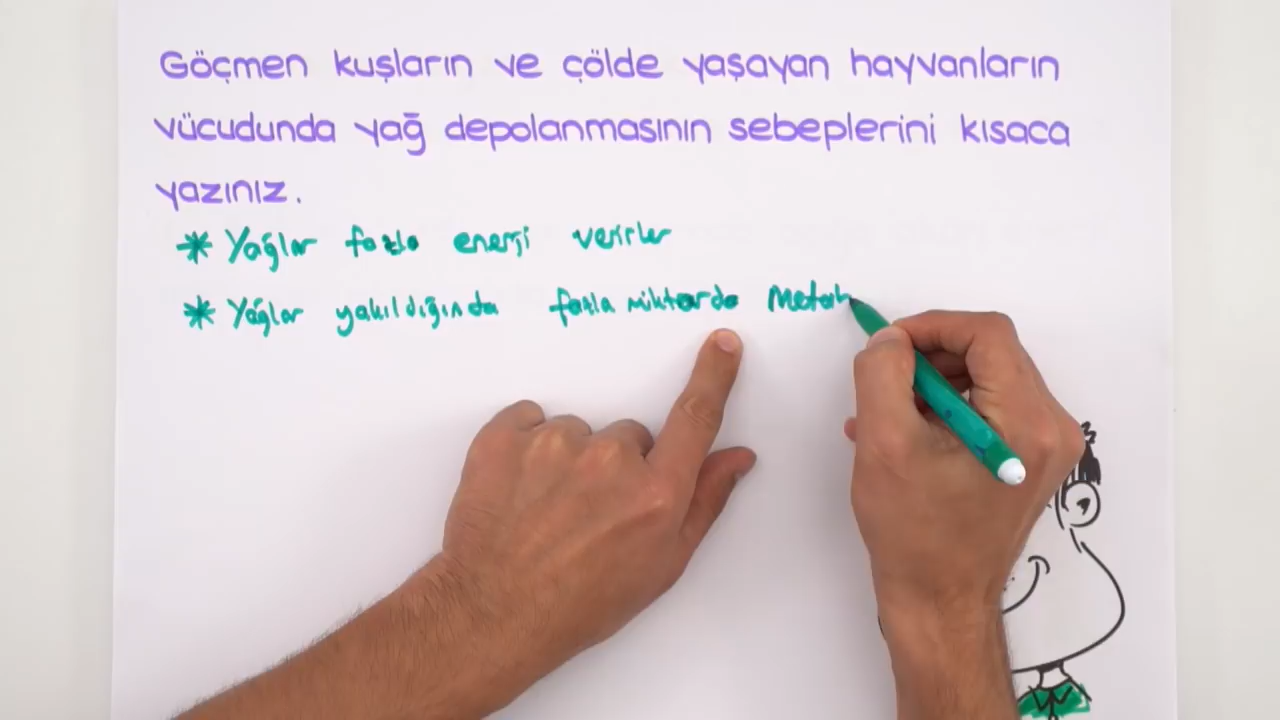 Göçmen kuşların ve çölde yaşayan hayvanların
vücudunda yağ depolanmasının sebeplerini kısaca
yazınız.
* Yağlar fazla enerji verirler
* Yağlar yakıldığında fazla miktarda Metab